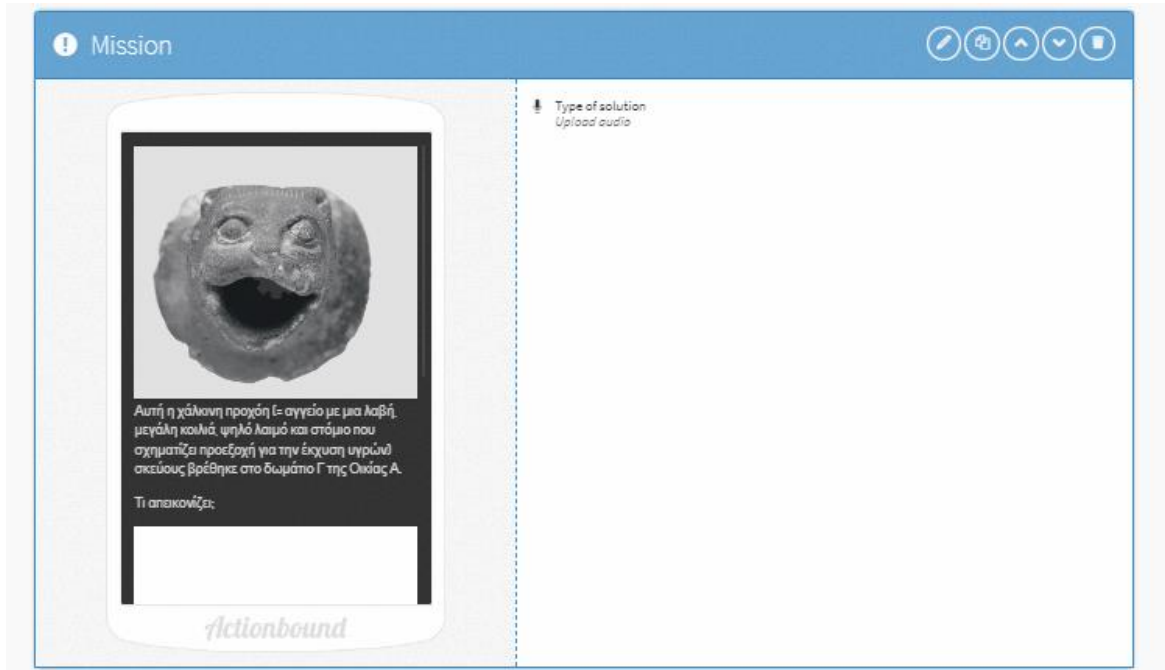 Mission
Type of solution
Upload audio
Αυτή η χάλκινη προχόη (= αγγείο με μια λαβή,
μεγάλη κοιλιά, ψηλό λαιμό και στόμιο που
σχηματίζει προεξοχή για την έκχυση υγρών)
σκεύους βρέθηκε στο δωμάτιο Γ της Οικίας Α.
Τι απεικονίζει;
Actionbound